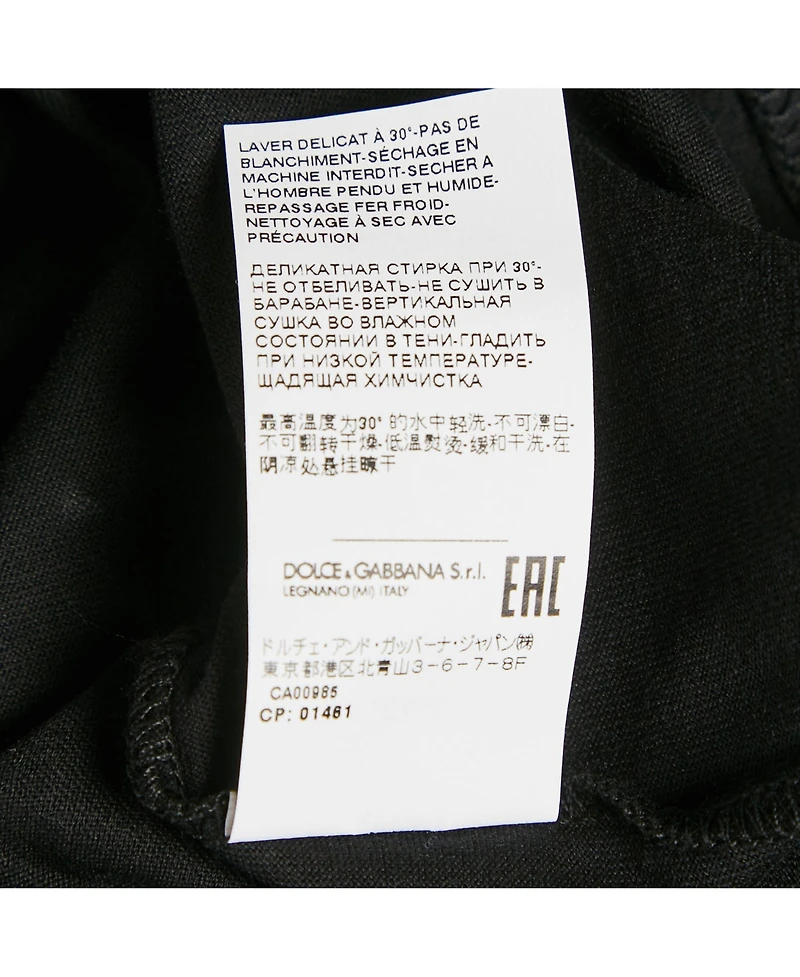 LAVER DELICAT À 30°-PAS DE
BLANCHIMENT-SÉCHAGE EN
MACHINE INTERDIT-SECHER A
L'HOMBRE PENDU ET HUMIDE-
REPASSAGE FER FROID-
NETTOYAGE À SEC AVEC
PRÉCAUTION
ДЕЛИКАТНАЯ СТИРКА ПРИ 30°-
НЕ ОТБЕЛИВАТЬ-НЕ СУШИТЬ В
БАРАБАНЕ-ВЕРТИКАЛЬНАЯ
СУШКА ВО ВЛАЖНОМ
СОСТОЯНИИ В ТЕНИ-ГЛАДИТЬ
ПРИ НИЗКОЙ ТЕМПЕРАТУРЕ-
ЩАДЯЩАЯ ХИМЧИСТКА
最高温度为30°的水中轻洗-不可漂白-
不可翻转干燥-低温熨烫-缓和干洗-在
阴凉处悬挂晾干
DOLCE & GABBANA S.r.l.
LEGNANO (MI) ITALY
EAC
ドルチェ・アンド・ガッバーナ・ジャパン㈱
東京都港区北青山3-6-7-8F
CA00985
CP: 01461